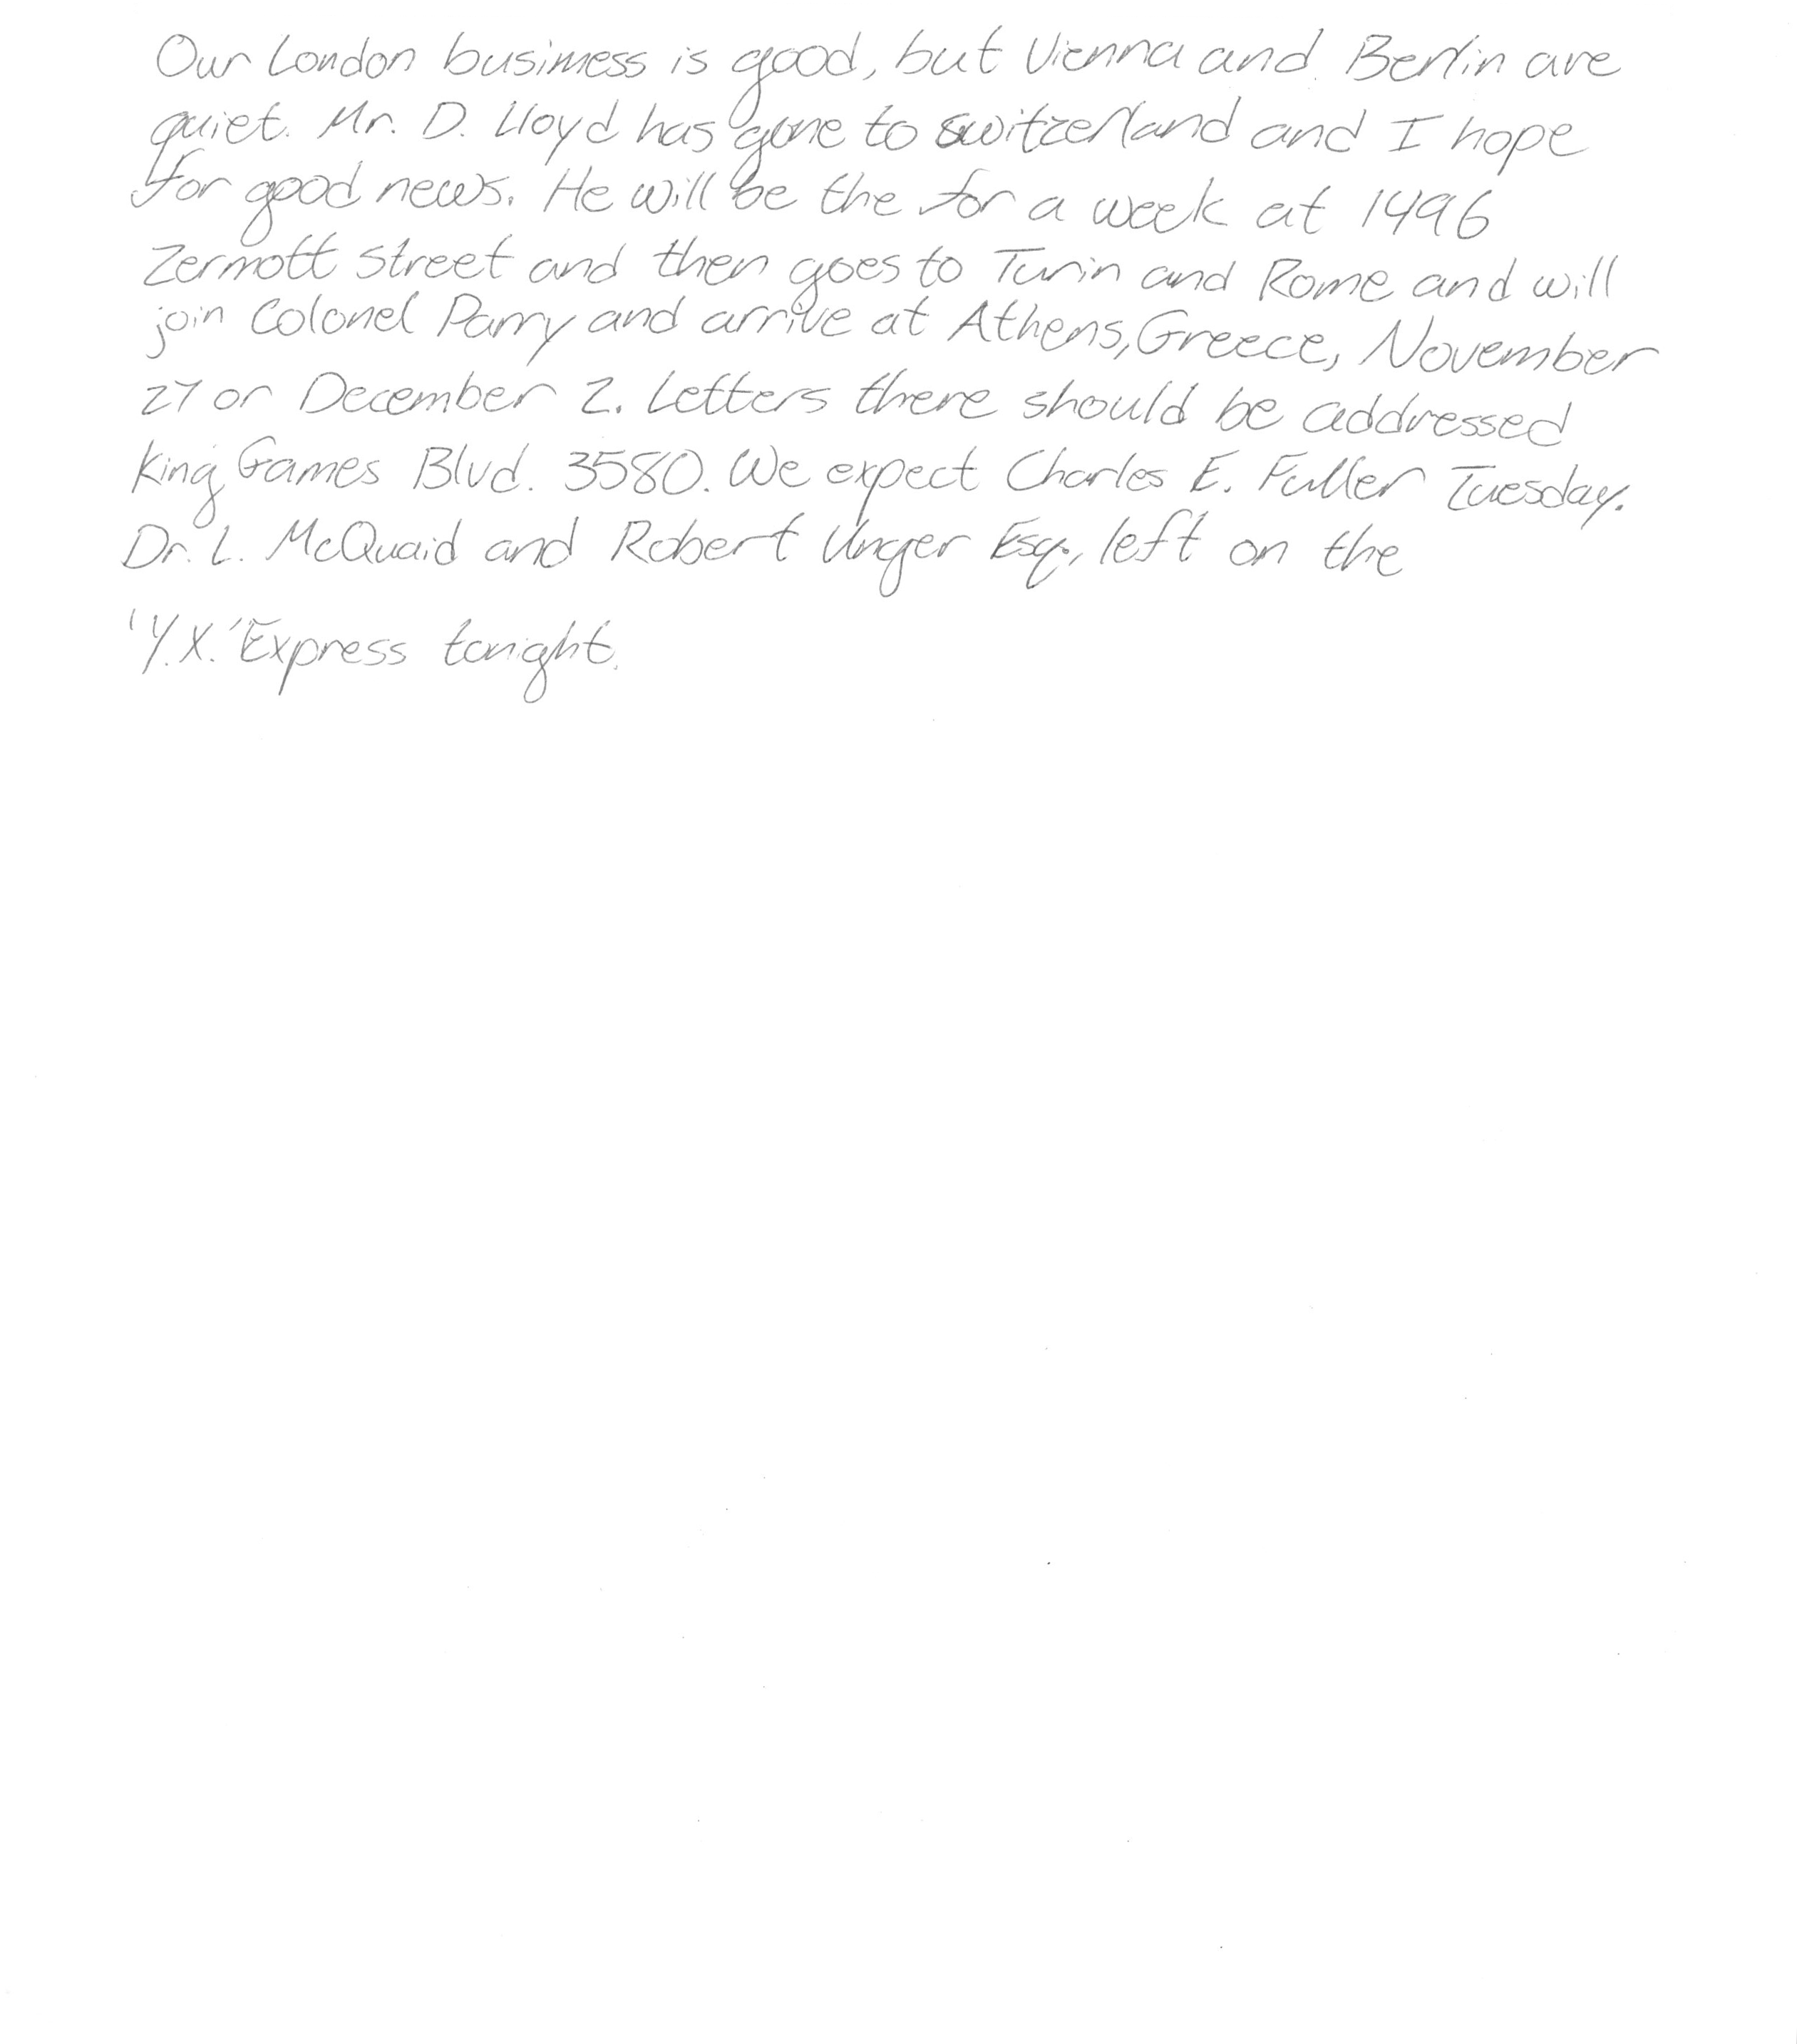 Our London business is good, but Vienna and Berlin are
quiet. Mr. D. Lloyd has gone to Switzerland and I hope
for good news. He will be the for a week at 1496
Zermott Street and then goes to Turin and Rome and will
join Colonel Parry and arrive at Athens, Greece, November
27 or December 2. Letters there should be addressed
King Games Blvd. 3580. We expect Charles E. Fuller Tuesday.
Dr. L. McQuaid and Robert Unger Esq., left on the
'Y.X.' Express tonight.